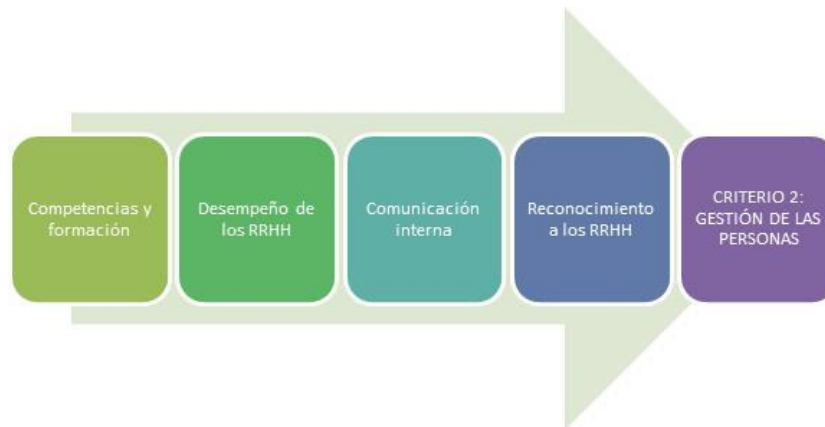 Competencias y
formación
Desempeño de
los RRHH
Comunicación
interna
Reconocimiento
a los RRHH
CRITERIO 2:
GESTIÓN DE LAS
PERSONAS